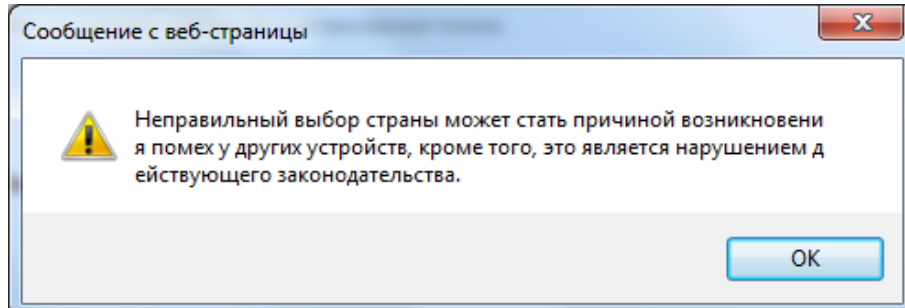 Сообщение с веб-страницы
Неправильный выбор страны может стать причиной возникновени
я помех у других устройств, кроме того, это является нарушением д
ействующего законодательства.
OK